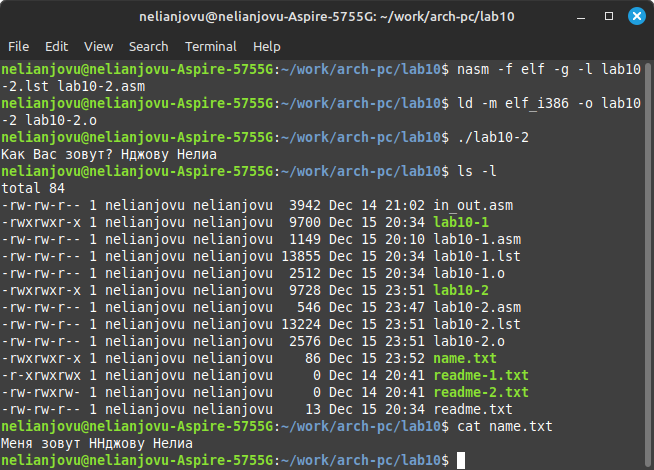 nelianjovu@nelianjovu-Aspire-5755G: ~/work/arch-pc/lab10
File Edit View Search Terminal Help
nelianjovu@nelianjovu-Aspire-5755G:~/work/arch-pc/lab10$ nasm -f elf -g -l lab10
-2.lst lab10-2.asm
nelianjovu@nelianjovu-Aspire-5755G:~/work/arch-pc/lab10$ ld -m elf_i386 -o lab10
-2 lab10-2.o
nelianjovu@nelianjovu-Aspire-5755G:~/work/arch-pc/lab10$ ./lab10-2
Как Вас зовут? Нджову Нелиа
nelianjovu@nelianjovu-Aspire-5755G:~/work/arch-pc/lab10$ ls -l
total 84
-rw-rw-r-- 1 nelianjovu nelianjovu  3942 Dec 14 21:02 in_out.asm
-rwxrwxr-x 1 nelianjovu nelianjovu  9700 Dec 15 20:34 lab10-1
-rw-rw-r-- 1 nelianjovu nelianjovu  1149 Dec 15 20:10 lab10-1.asm
-rw-rw-r-- 1 nelianjovu nelianjovu 13855 Dec 15 20:34 lab10-1.lst
-rw-rw-r-- 1 nelianjovu nelianjovu  2512 Dec 15 20:34 lab10-1.o
-rwxrwxr-x 1 nelianjovu nelianjovu  9728 Dec 15 23:51 lab10-2
-rw-rw-r-- 1 nelianjovu nelianjovu   546 Dec 15 23:47 lab10-2.asm
-rw-rw-r-- 1 nelianjovu nelianjovu 13224 Dec 15 23:51 lab10-2.lst
-rw-rw-r-- 1 nelianjovu nelianjovu  2576 Dec 15 23:51 lab10-2.o
-rwxrwxr-x 1 nelianjovu nelianjovu    86 Dec 15 23:52 name.txt
-r-xrwxrwx 1 nelianjovu nelianjovu     0 Dec 14 20:41 readme-1.txt
-rw-rwxrw- 1 nelianjovu nelianjovu     0 Dec 14 20:41 readme-2.txt
-rw-rw-r-- 1 nelianjovu nelianjovu    13 Dec 15 20:34 readme.txt
nelianjovu@nelianjovu-Aspire-5755G:~/work/arch-pc/lab10$ cat name.txt
Меня зовут ННджову Нелиа
nelianjovu@nelianjovu-Aspire-5755G:~/work/arch-pc/lab10$